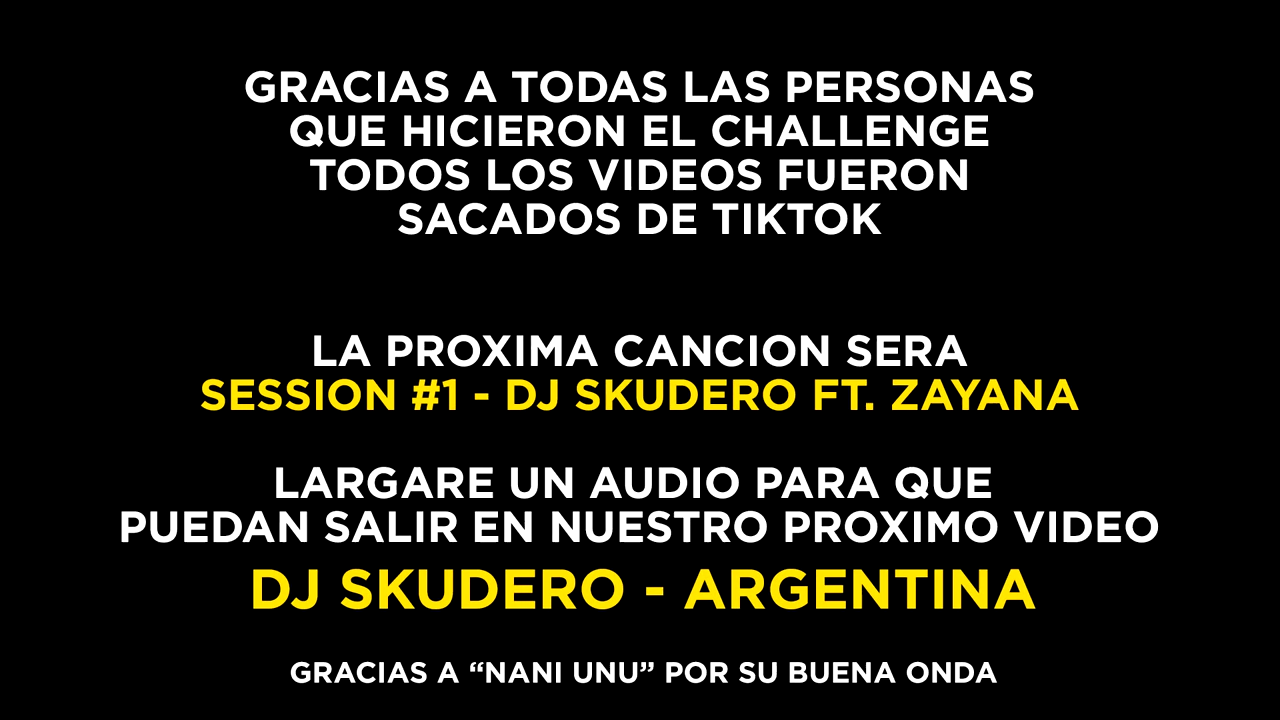 GRACIAS A TODAS LAS PERSONAS
QUE HICIERON EL CHALLENGE
TODOS LOS VIDEOS FUERON
SACADOS DE TIKTOK
LA PROXIMA CANCION SERA
SESSION #1 - DJ SKUDERO FT. ZAYANA
LARGARE UN AUDIO PARA QUE
PUEDAN SALIR EN NUESTRO PROXIMO VIDEO
DJ SKUDERO - ARGENTINA
GRACIAS A “NANI UNU” POR SU BUENA ONDA